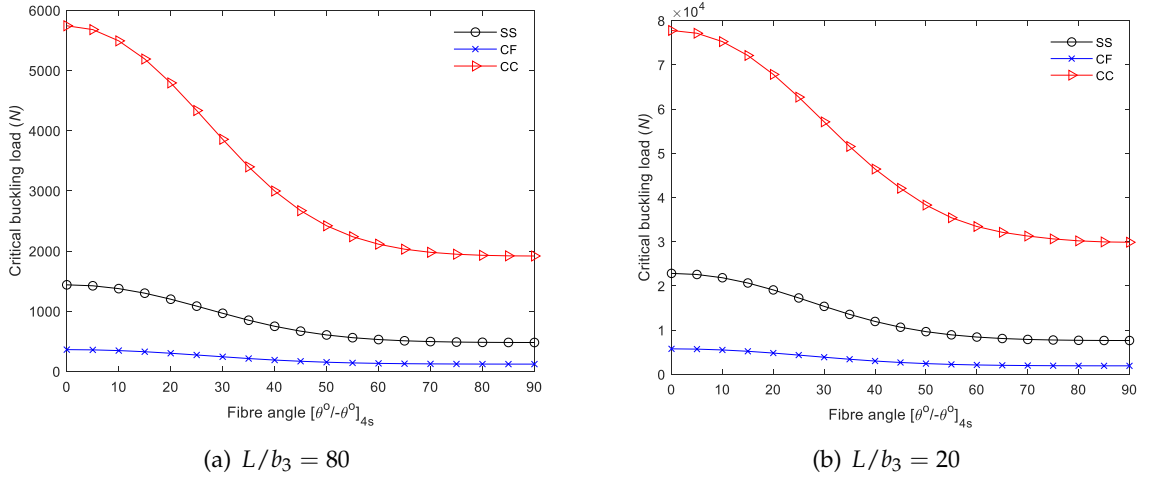 6000
5000
4000
3000
2000
1000
0
Critical buckling load (N)
0 10 20 30 40 50 60 70 80 90
Fibre angle [θ°/-θ°]4s
SS
CF
CC
(a) L/b3 = 80
×10^4
8
7
6
5
4
3
2
1
0
Critical buckling load (N)
0 10 20 30 40 50 60 70 80 90
Fibre angle [θ°/-θ°]4s
SS
CF
CC
(b) L/b3 = 20